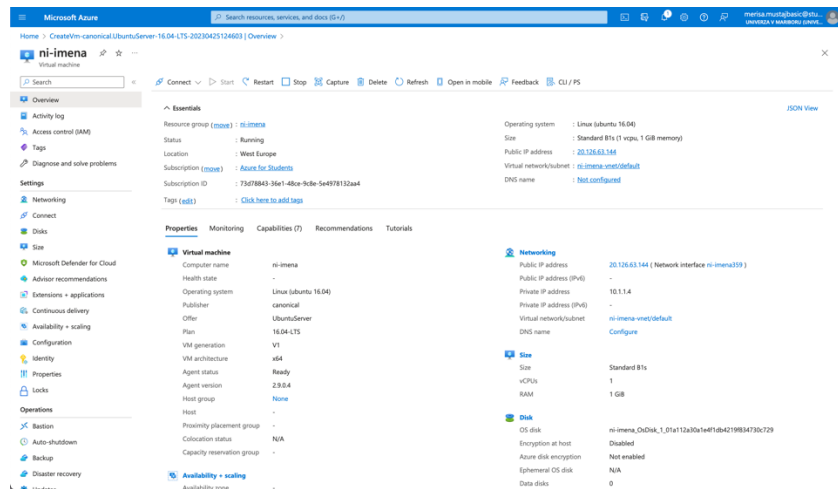 Microsoft Azure
Search resources, services, and docs (G+/)
merisa.mustajbasic@stu...
UNIVERZA V MARIBORU (UNIVE...
Home > CreateVm-canonical.UbuntuServer-16.04-LTS-20230425124603 | Overview >
ni-imena
Virtual machine
Search
Connect
Start
Restart
Stop
Capture
Delete
Refresh
Open in mobile
Feedback
CLI / PS
Overview
Activity log
Access control (IAM)
Tags
Diagnose and solve problems
Settings
Networking
Connect
Disks
Size
Microsoft Defender for Cloud
Advisor recommendations
Extensions + applications
Continuous delivery
Availability + scaling
Configuration
Identity
Properties
Locks
Operations
Bastion
Auto-shutdown
Backup
Disaster recovery
Essentials
JSON View
Resource group (move) : ni-imena
Status : Running
Location : West Europe
Subscription (move) : Azure for Students
Subscription ID : 73d78843-36e1-48ce-9c8e-5e4978132aa4
Tags (edit) : Click here to add tags
Operating system : Linux (ubuntu 16.04)
Size : Standard B1s (1 vcpu, 1 GiB memory)
Public IP address : 20.126.63.144
Virtual network/subnet : ni-imena-vnet/default
DNS name : Not configured
Properties Monitoring Capabilities (7) Recommendations Tutorials
Virtual machine
Computer name ni-imena
Health state -
Operating system Linux (ubuntu 16.04)
Publisher canonical
Offer UbuntuServer
Plan 16.04-LTS
VM generation V1
VM architecture x64
Agent status Ready
Agent version 2.9.0.4
Host group None
Host -
Proximity placement group -
Colocation status N/A
Capacity reservation group -
Availability + scaling
Availability zone -
Networking
Public IP address 20.126.63.144 ( Network interface ni-imena359 )
Public IP address (IPv6) -
Private IP address 10.1.1.4
Private IP address (IPv6) -
Virtual network/subnet ni-imena-vnet/default
DNS name Configure
Size
Size Standard B1s
vCPUs 1
RAM 1 GiB
Disk
OS disk ni-imena_OsDisk_1_01a112a30a1e4f1db4219f834730c729
Encryption at host Disabled
Azure disk encryption Not enabled
Ephemeral OS disk N/A
Data disks 0